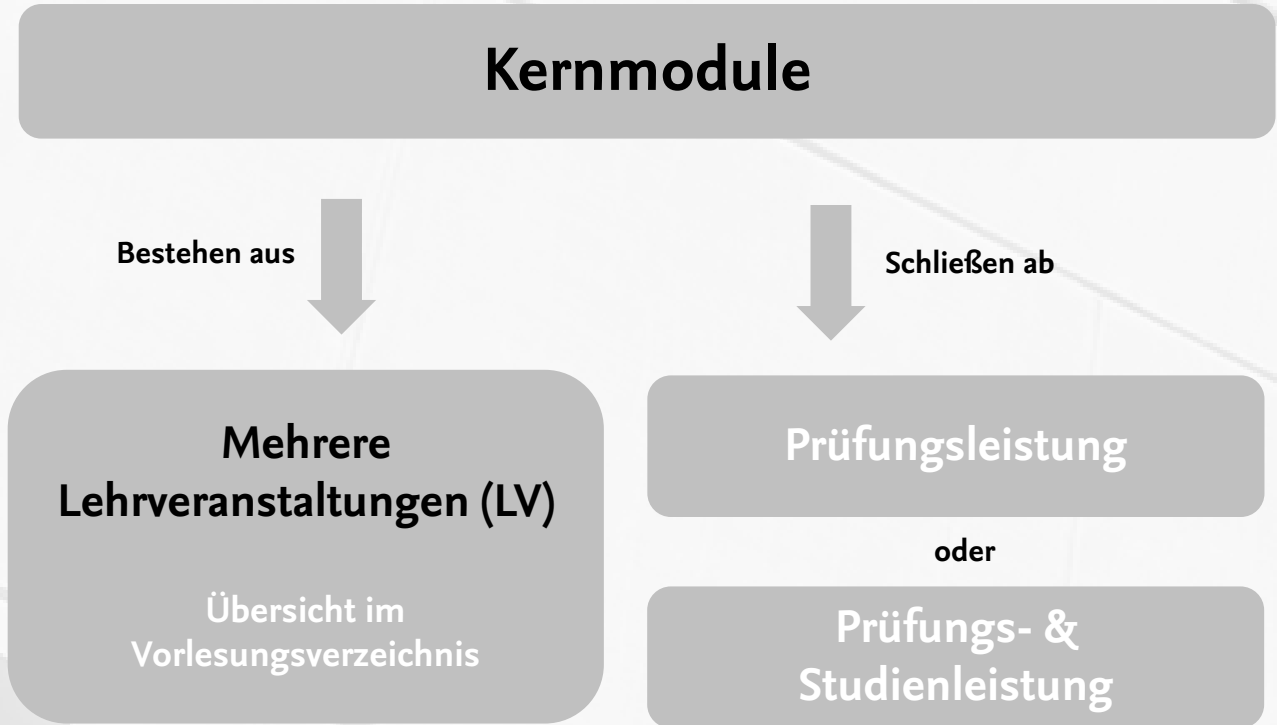 Kernmodule
Bestehen aus
Schließen ab
Mehrere
Lehrveranstaltungen (LV)
Übersicht im
Vorlesungsverzeichnis
Prüfungsleistung
oder
Prüfungs- &
Studienleistung